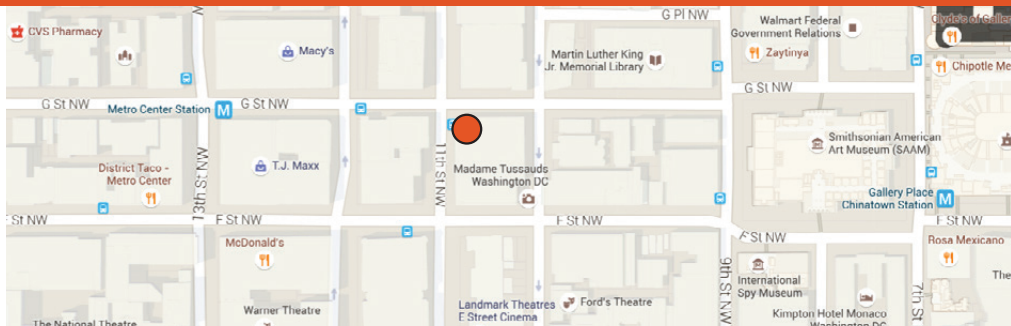 G Pl NW
Walmart Federal
Government Relations
CVS Pharmacy
Macy's
Martin Luther King
Jr. Memorial Library
Zaytinya
Clyde's of Galler
Chipotle Me
G St NW
Metro Center Station
M
G St NW
G St NW
Smithsonian American
Art Museum (SAAM)
District Taco -
Metro Center
T.J. Maxx
13th St NW
11th St NW
Madame Tussauds
Washington DC
Gallery Place
Chinatown Station
M
F St NW
F St NW
F St NW
F St NW
F St NW
McDonald's
Rosa Mexicano
9th St NW
7th St
International
Spy Museum
The
Warner Theatre
Landmark Theatres
E Street Cinema
Ford's Theatre
Kimpton Hotel Monaco
Washington DC
The National Theatre